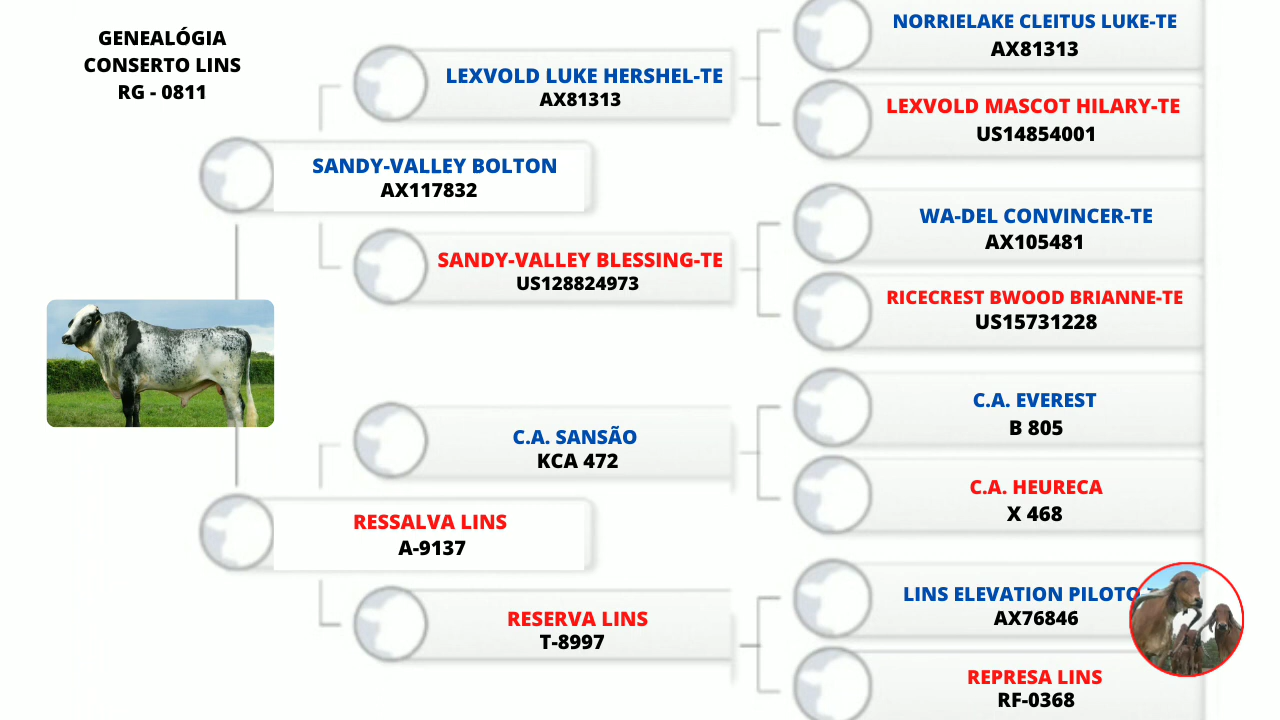 GENEALÓGIA
CONSERTO LINS
RG - 0811
SANDY-VALLEY BOLTON
AX117832
LEXVOLD LUKE HERSHEL-TE
AX81313
NORRIELAKE CLEITUS LUKE-TE
AX81313
LEXVOLD MASCOT HILARY-TE
US14854001
SANDY-VALLEY BLESSING-TE
US128824973
WA-DEL CONVINCER-TE
AX105481
RICECREST BWOOD BRIANNE-TE
US15731228
RESSALVA LINS
A-9137
C.A. SANSÃO
KCA 472
C.A. EVEREST
B 805
C.A. HEURECA
X 468
RESERVA LINS
T-8997
LINS ELEVATION PILOTO
AX76846
REPRESA LINS
RF-0368